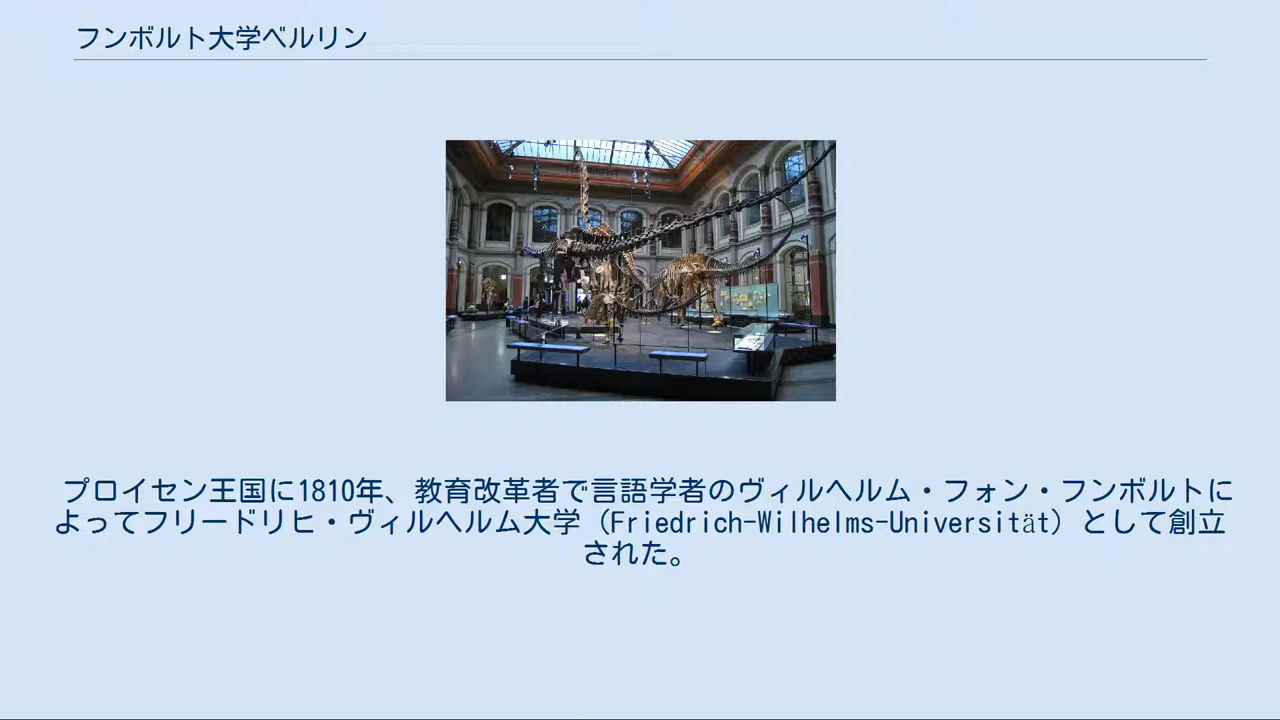 フンボルト大学ベルリン
プロイセン王国に1810年、教育改革者で言語学者のヴィルヘルム・フォン・フンボルトに
よってフリードリヒ・ヴィルヘルム大学（Friedrich-Wilhelms-Universität）として創立
された。